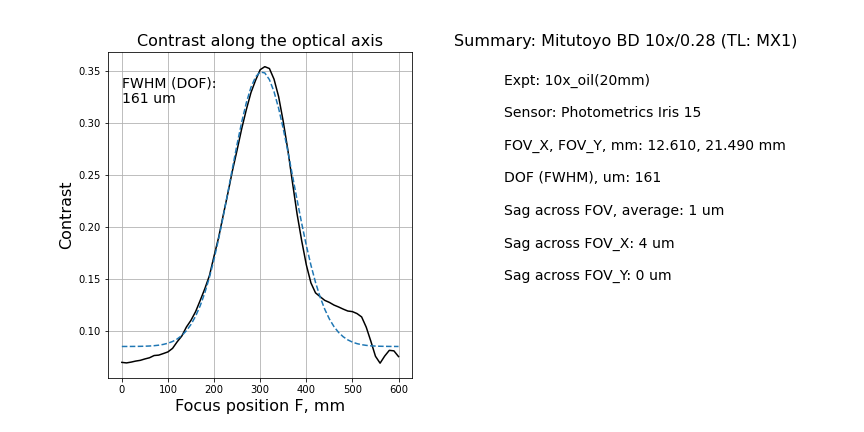 Contrast along the optical axis
FWHM (DOF):
161 um
0.35
0.30
0.25
0.20
0.15
0.10
Contrast
0 100 200 300 400 500 600
Focus position F, mm
Summary: Mitutoyo BD 10x/0.28 (TL: MX1)
Expt: 10x_oil(20mm)
Sensor: Photometrics Iris 15
FOV_X, FOV_Y, mm: 12.610, 21.490 mm
DOF (FWHM), um: 161
Sag across FOV, average: 1 um
Sag across FOV_X: 4 um
Sag across FOV_Y: 0 um